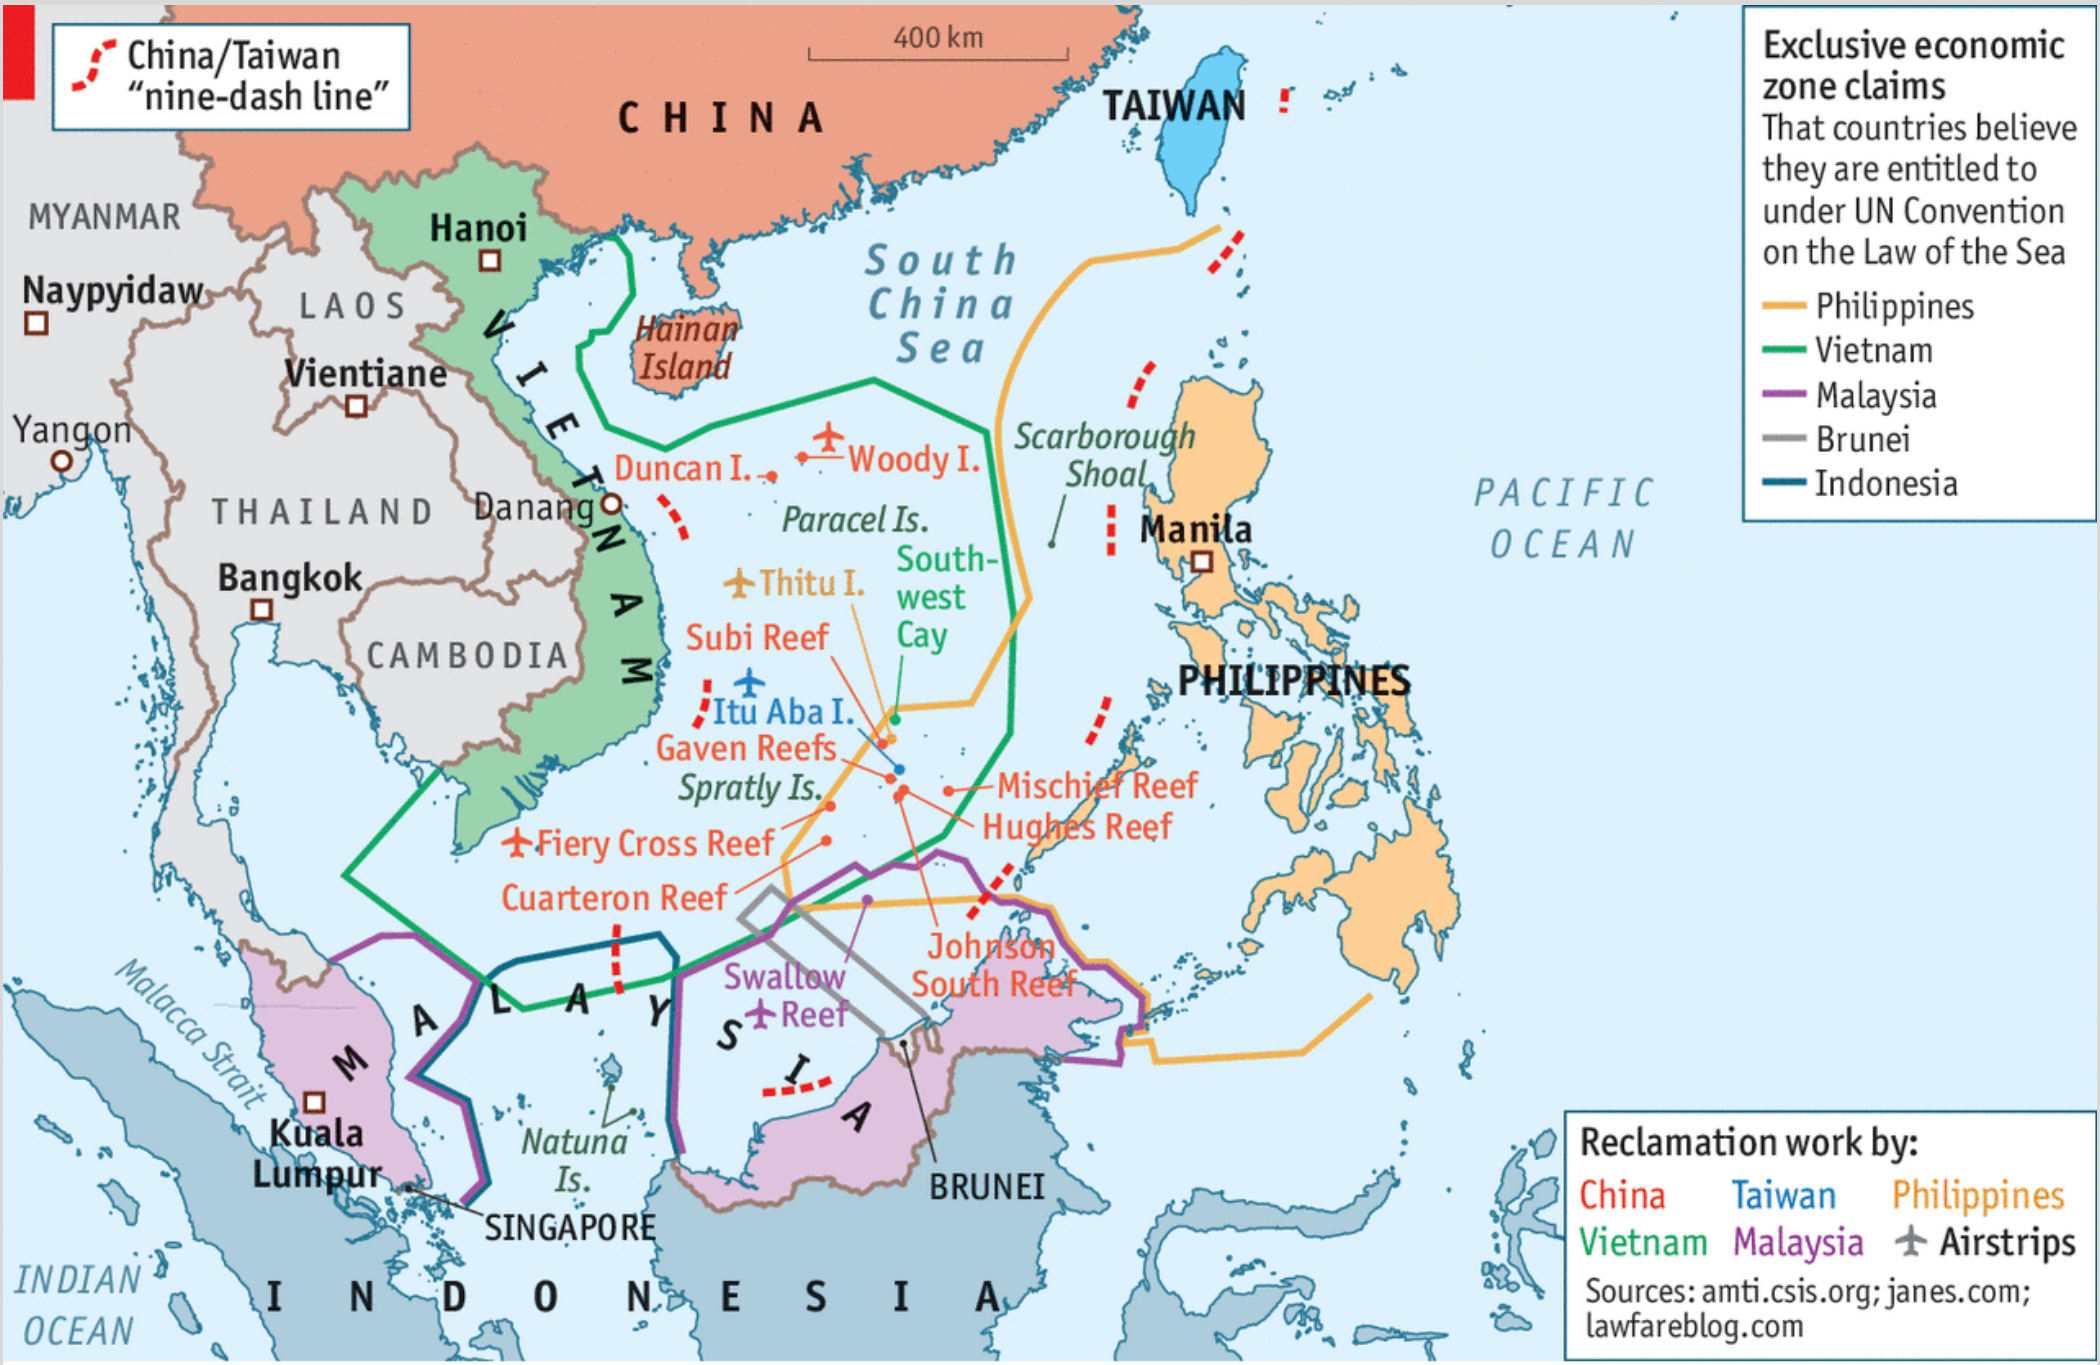 China/Taiwan
“nine-dash line”
400 km
CHINA
TAIWAN
Exclusive economic
zone claims
That countries believe
they are entitled to
under UN Convention
on the Law of the Sea
Philippines
Vietnam
Malaysia
Brunei
Indonesia
MYANMAR
Hanoi
Naypyidaw
LAOS
VIETNAM
Hainan
Island
South
China
Sea
Vientiane
Yangon
THAILAND
Danang
Duncan I.
Woody I.
Paracel Is.
Scarborough
Shoal
Manila
PACIFIC
OCEAN
Bangkok
CAMBODIA
Thitu I.
South-
west
Cay
Subi Reef
Itu Aba I.
Gaven Reefs
Spratly Is.
PHILIPPINES
Mischief Reef
Hughes Reef
Fiery Cross Reef
Cuarteron Reef
Johnson
South Reef
Swallow
Reef
Malacca Strait
MALAYSIA
Kuala
Lumpur
Natuna
Is.
BRUNEI
SINGAPORE
INDIAN
OCEAN
INDONESIA
Reclamation work by:
China Taiwan Philippines
Vietnam Malaysia Airstrips
Sources: amti.csis.org; janes.com;
lawfareblog.com